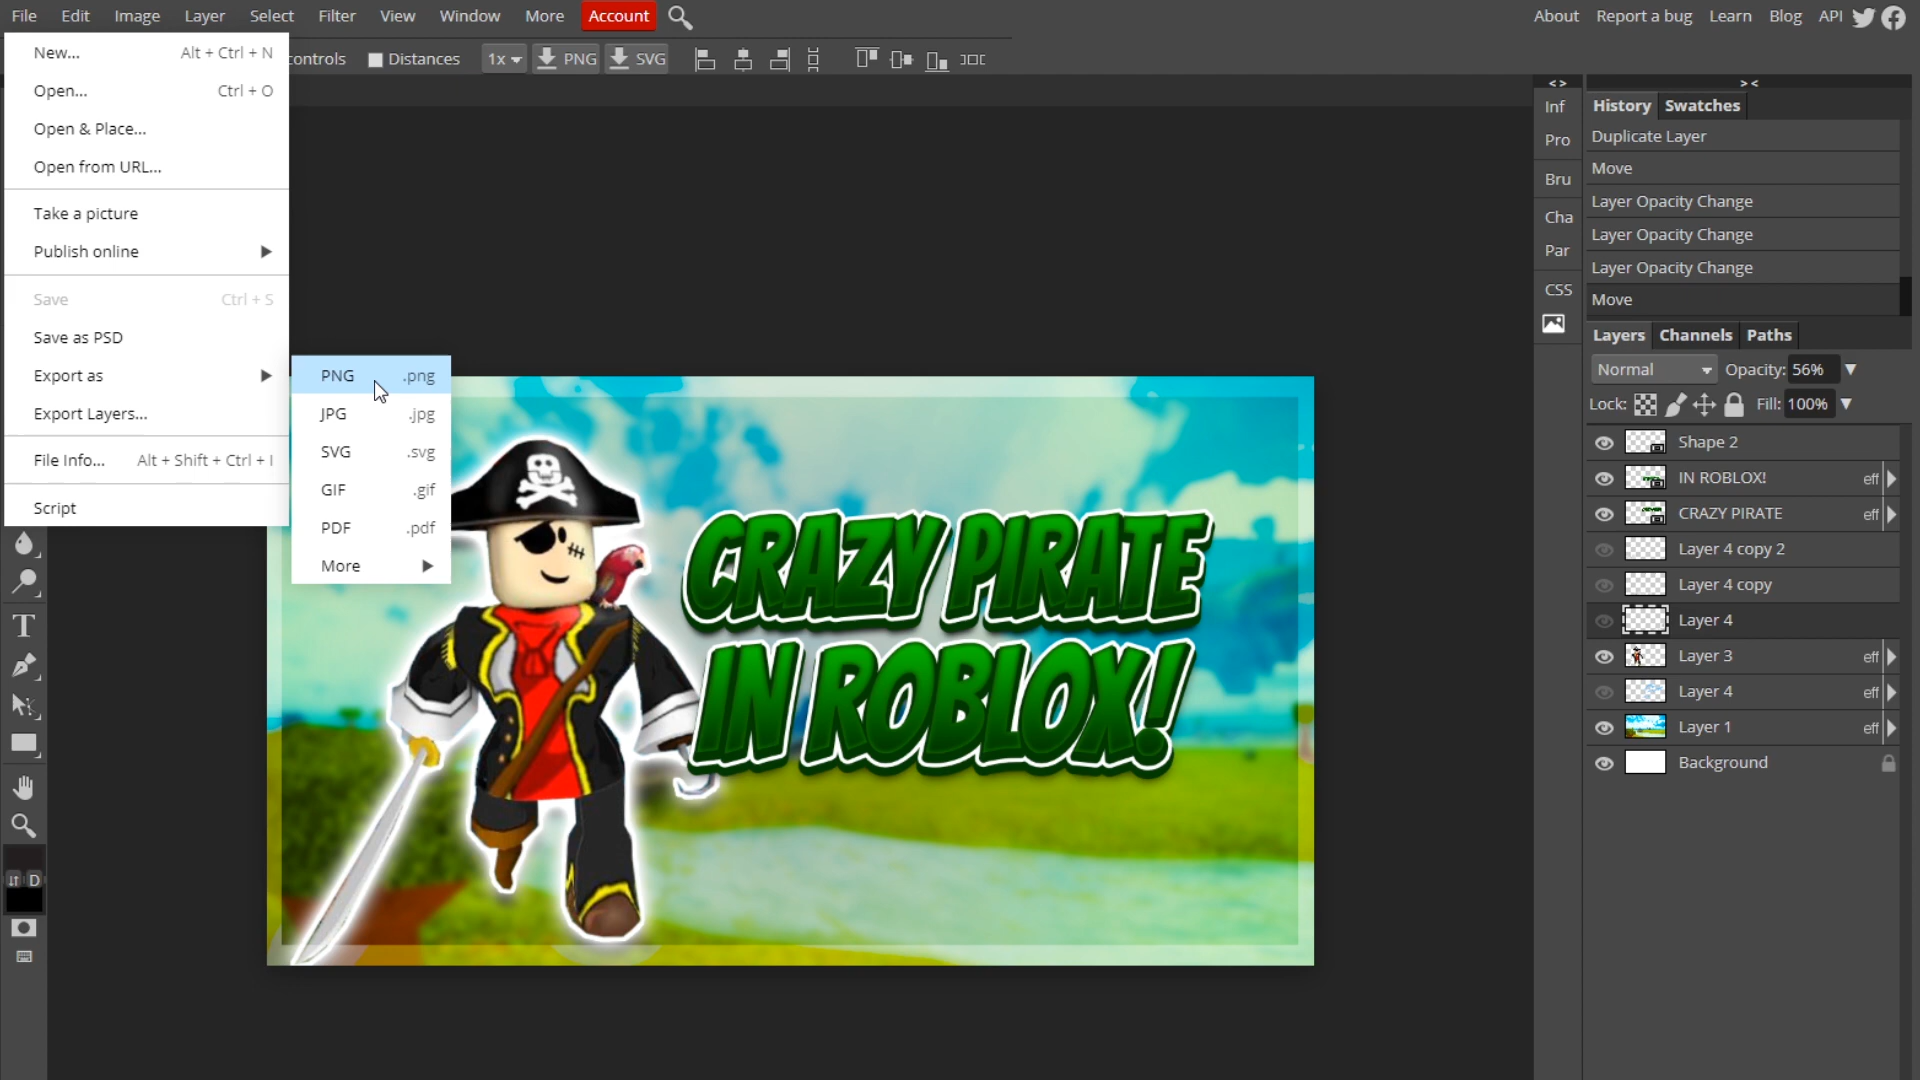 File Edit Image Layer Select Filter View Window More Account About Report a bug Learn Blog API
controls Distances 1x PNG SVG
New... Alt + Ctrl + N
Open... Ctrl + O
Open & Place...
Open from URL...
Take a picture
Publish online
Save Ctrl + S
Save as PSD
Export as
Export Layers...
File Info... Alt + Shift + Ctrl + I
Script
PNG .png
JPG .jpg
SVG .svg
GIF .gif
PDF .pdf
More
CRAZY PIRATE
IN ROBLOX!
T
D
< >
Inf
Pro
Bru
Cha
Par
CSS
> <
History Swatches
Duplicate Layer
Move
Layer Opacity Change
Layer Opacity Change
Layer Opacity Change
Move
Layers Channels Paths
Normal Opacity: 56%
Lock: Fill: 100%
Shape 2
IN ROBLOX! eff
CRAZY PIRATE eff
Layer 4 copy 2
Layer 4 copy
Layer 4
Layer 3 eff
Layer 4 eff
Layer 1 eff
Background